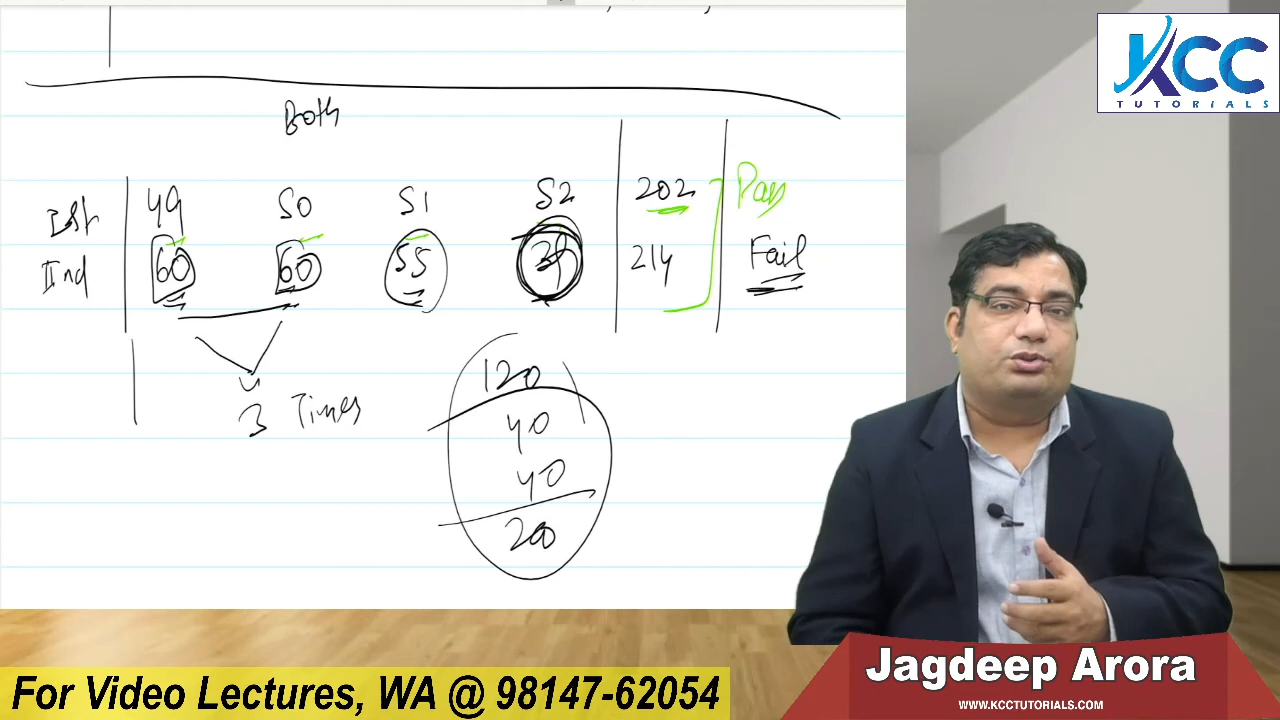 KCC
TUTORIALS
Both
Ist 49 50 51 52 202 Pass
IInd 60 60 55 39 214 Fail
3 Times
120
40
40
200
Jagdeep Arora
WWW.KCCTUTORIALS.COM
For Video Lectures, WA @ 98147-62054